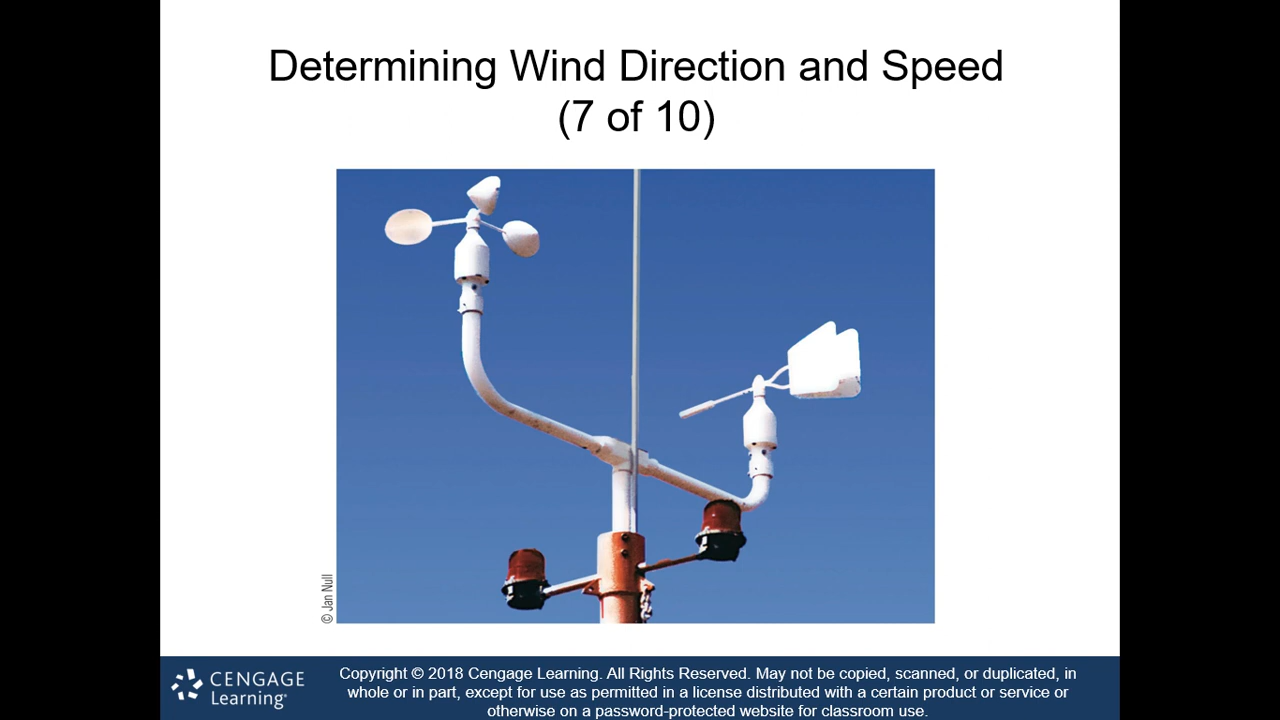 Determining Wind Direction and Speed
(7 of 10)
© Jan Null
CENGAGE
Learning
Copyright © 2018 Cengage Learning. All Rights Reserved. May not be copied, scanned, or duplicated, in
whole or in part, except for use as permitted in a license distributed with a certain product or service or
otherwise on a password-protected website for classroom use.